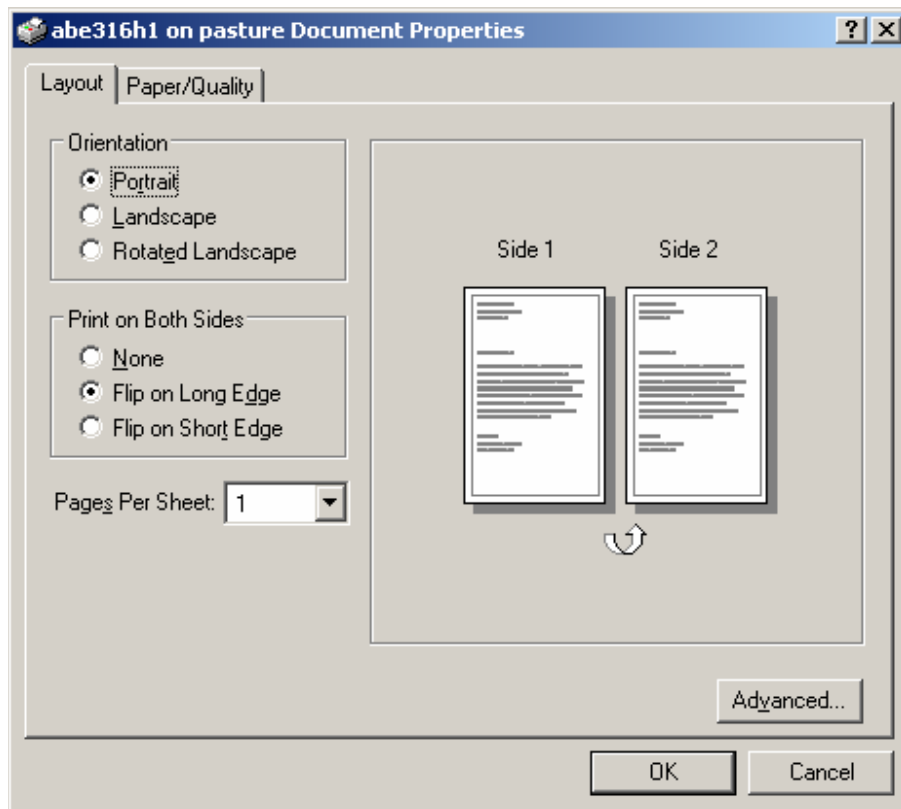 abe316h1 on pasture Document Properties
Layout
Paper/Quality
Orientation
Portrait
Landscape
Rotated Landscape
Print on Both Sides
None
Flip on Long Edge
Flip on Short Edge
Pages Per Sheet: 1
Side 1 Side 2
Advanced...
OK Cancel